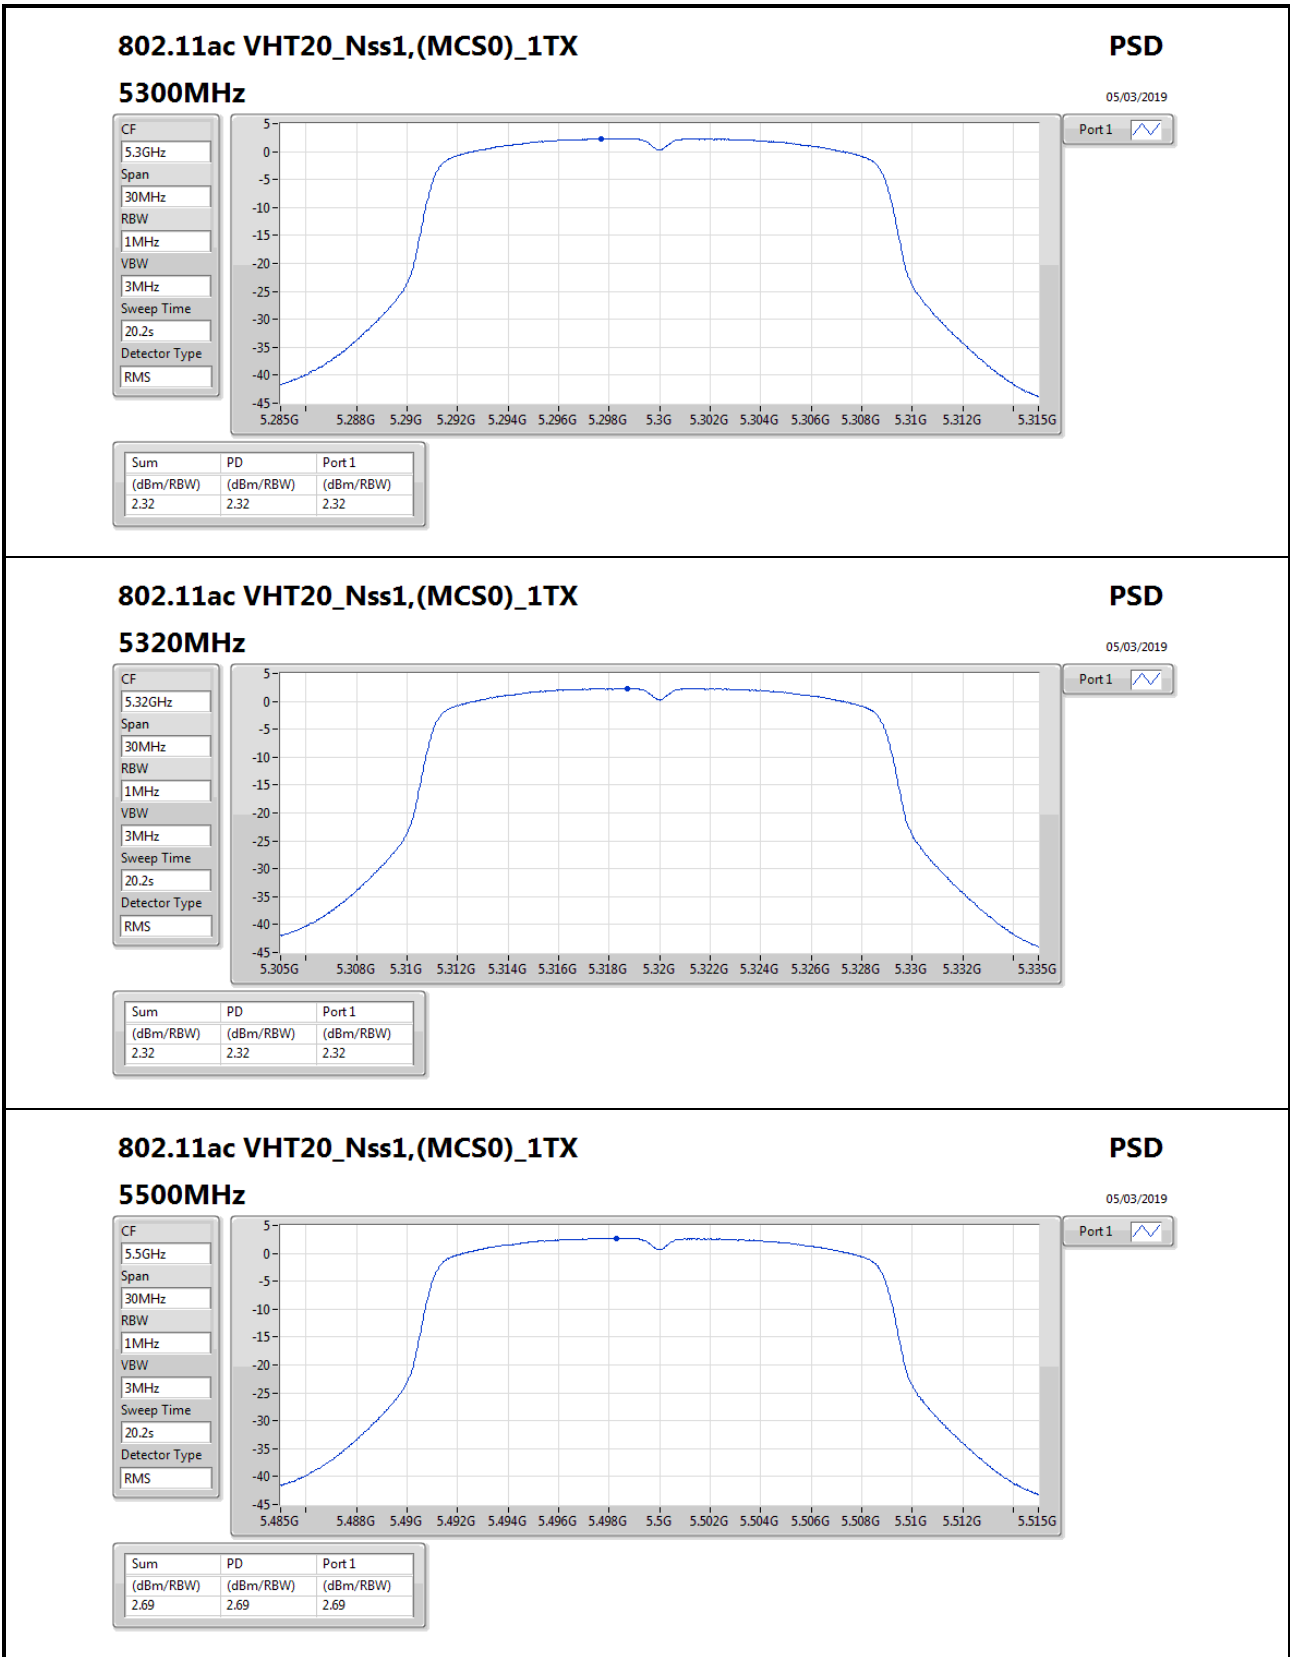 802.11ac VHT20_Nss1,(MCS0)_1TX PSD
5300MHz 05/03/2019
CF
5.3GHz
Span
30MHz
RBW
1MHz
VBW
3MHz
Sweep Time
20.2s
Detector Type
RMS
5
0
-5
-10
-15
-20
-25
-30
-35
-40
-45
5.285G 5.288G 5.29G 5.292G 5.294G 5.296G 5.298G 5.3G 5.302G 5.304G 5.306G 5.308G 5.31G 5.312G 5.315G
Port 1
Sum PD Port 1
(dBm/RBW) (dBm/RBW) (dBm/RBW)
2.32 2.32 2.32
802.11ac VHT20_Nss1,(MCS0)_1TX PSD
5320MHz 05/03/2019
CF
5.32GHz
Span
30MHz
RBW
1MHz
VBW
3MHz
Sweep Time
20.2s
Detector Type
RMS
5
0
-5
-10
-15
-20
-25
-30
-35
-40
-45
5.305G 5.308G 5.31G 5.312G 5.314G 5.316G 5.318G 5.32G 5.322G 5.324G 5.326G 5.328G 5.33G 5.332G 5.335G
Port 1
Sum PD Port 1
(dBm/RBW) (dBm/RBW) (dBm/RBW)
2.32 2.32 2.32
802.11ac VHT20_Nss1,(MCS0)_1TX PSD
5500MHz 05/03/2019
CF
5.5GHz
Span
30MHz
RBW
1MHz
VBW
3MHz
Sweep Time
20.2s
Detector Type
RMS
5
0
-5
-10
-15
-20
-25
-30
-35
-40
-45
5.485G 5.488G 5.49G 5.492G 5.494G 5.496G 5.498G 5.5G 5.502G 5.504G 5.506G 5.508G 5.51G 5.512G 5.515G
Port 1
Sum PD Port 1
(dBm/RBW) (dBm/RBW) (dBm/RBW)
2.69 2.69 2.69